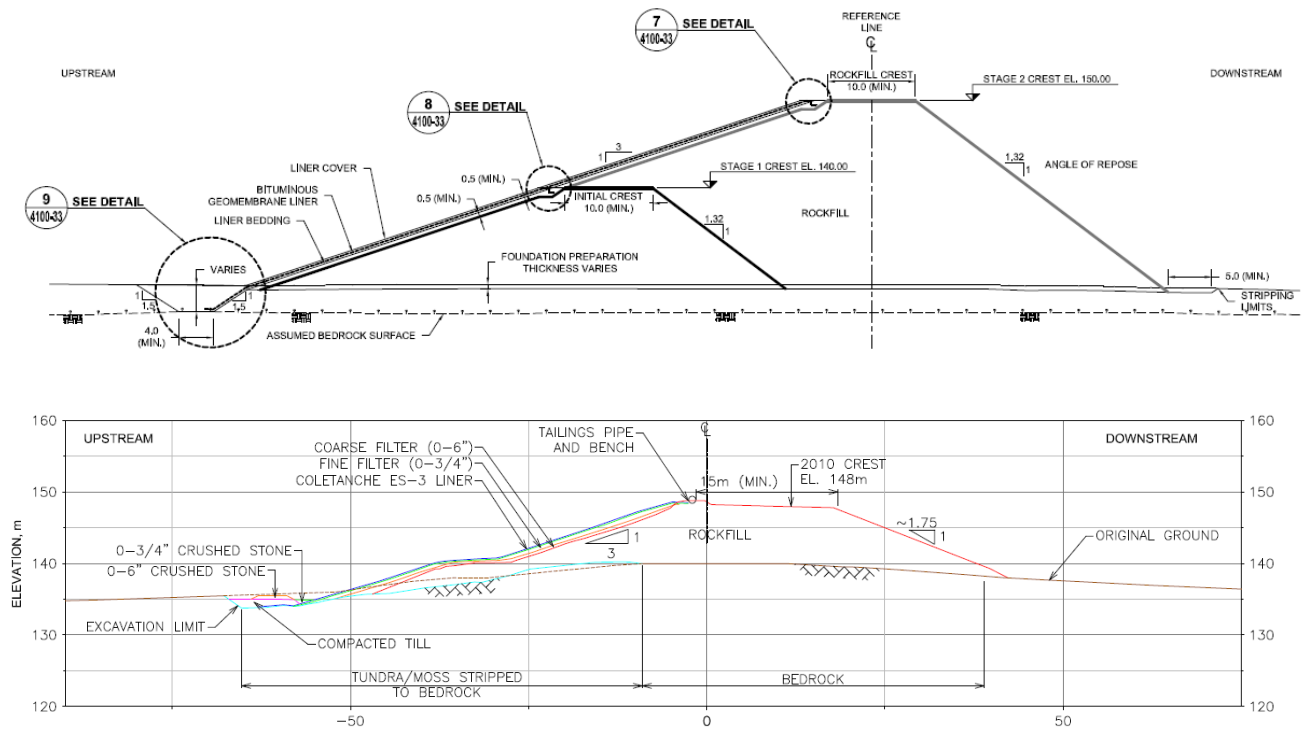 7
4100-33
SEE DETAIL
REFERENCE
LINE
℄
UPSTREAM
ROCKFILL CREST
10.0 (MIN.)
DOWNSTREAM
STAGE 2 CREST EL. 150.00
8
4100-33
SEE DETAIL
3
1
LINER COVER
STAGE 1 CREST EL. 140.00
1.32
1
ANGLE OF REPOSE
9
4100-33
SEE DETAIL
BITUMINOUS
GEOMEMBRANE LINER
LINER BEDDING
0.5 (MIN.)
0.5 (MIN.)
INITIAL CREST
10.0 (MIN.)
1.32
1
ROCKFILL
VARIES
FOUNDATION PREPARATION
THICKNESS VARIES
5.0 (MIN.)
1
1.5
1
1.5
STRIPPING
LIMITS
4.0
(MIN.)
ASSUMED BEDROCK SURFACE
160
160
UPSTREAM
TAILINGS PIPE
AND BENCH
℄
DOWNSTREAM
COARSE FILTER (0-6")
FINE FILTER (0-3/4")
COLETANCHE ES-3 LINER
2010 CREST
EL. 148m
15m (MIN.)
150
150
~1.75
1
ROCKFILL
1
3
ORIGINAL GROUND
0-3/4" CRUSHED STONE
0-6" CRUSHED STONE
140
140
ELEVATION, m
EXCAVATION LIMIT
COMPACTED TILL
130
130
TUNDRA/MOSS STRIPPED
TO BEDROCK
BEDROCK
120
120
-50
0
50